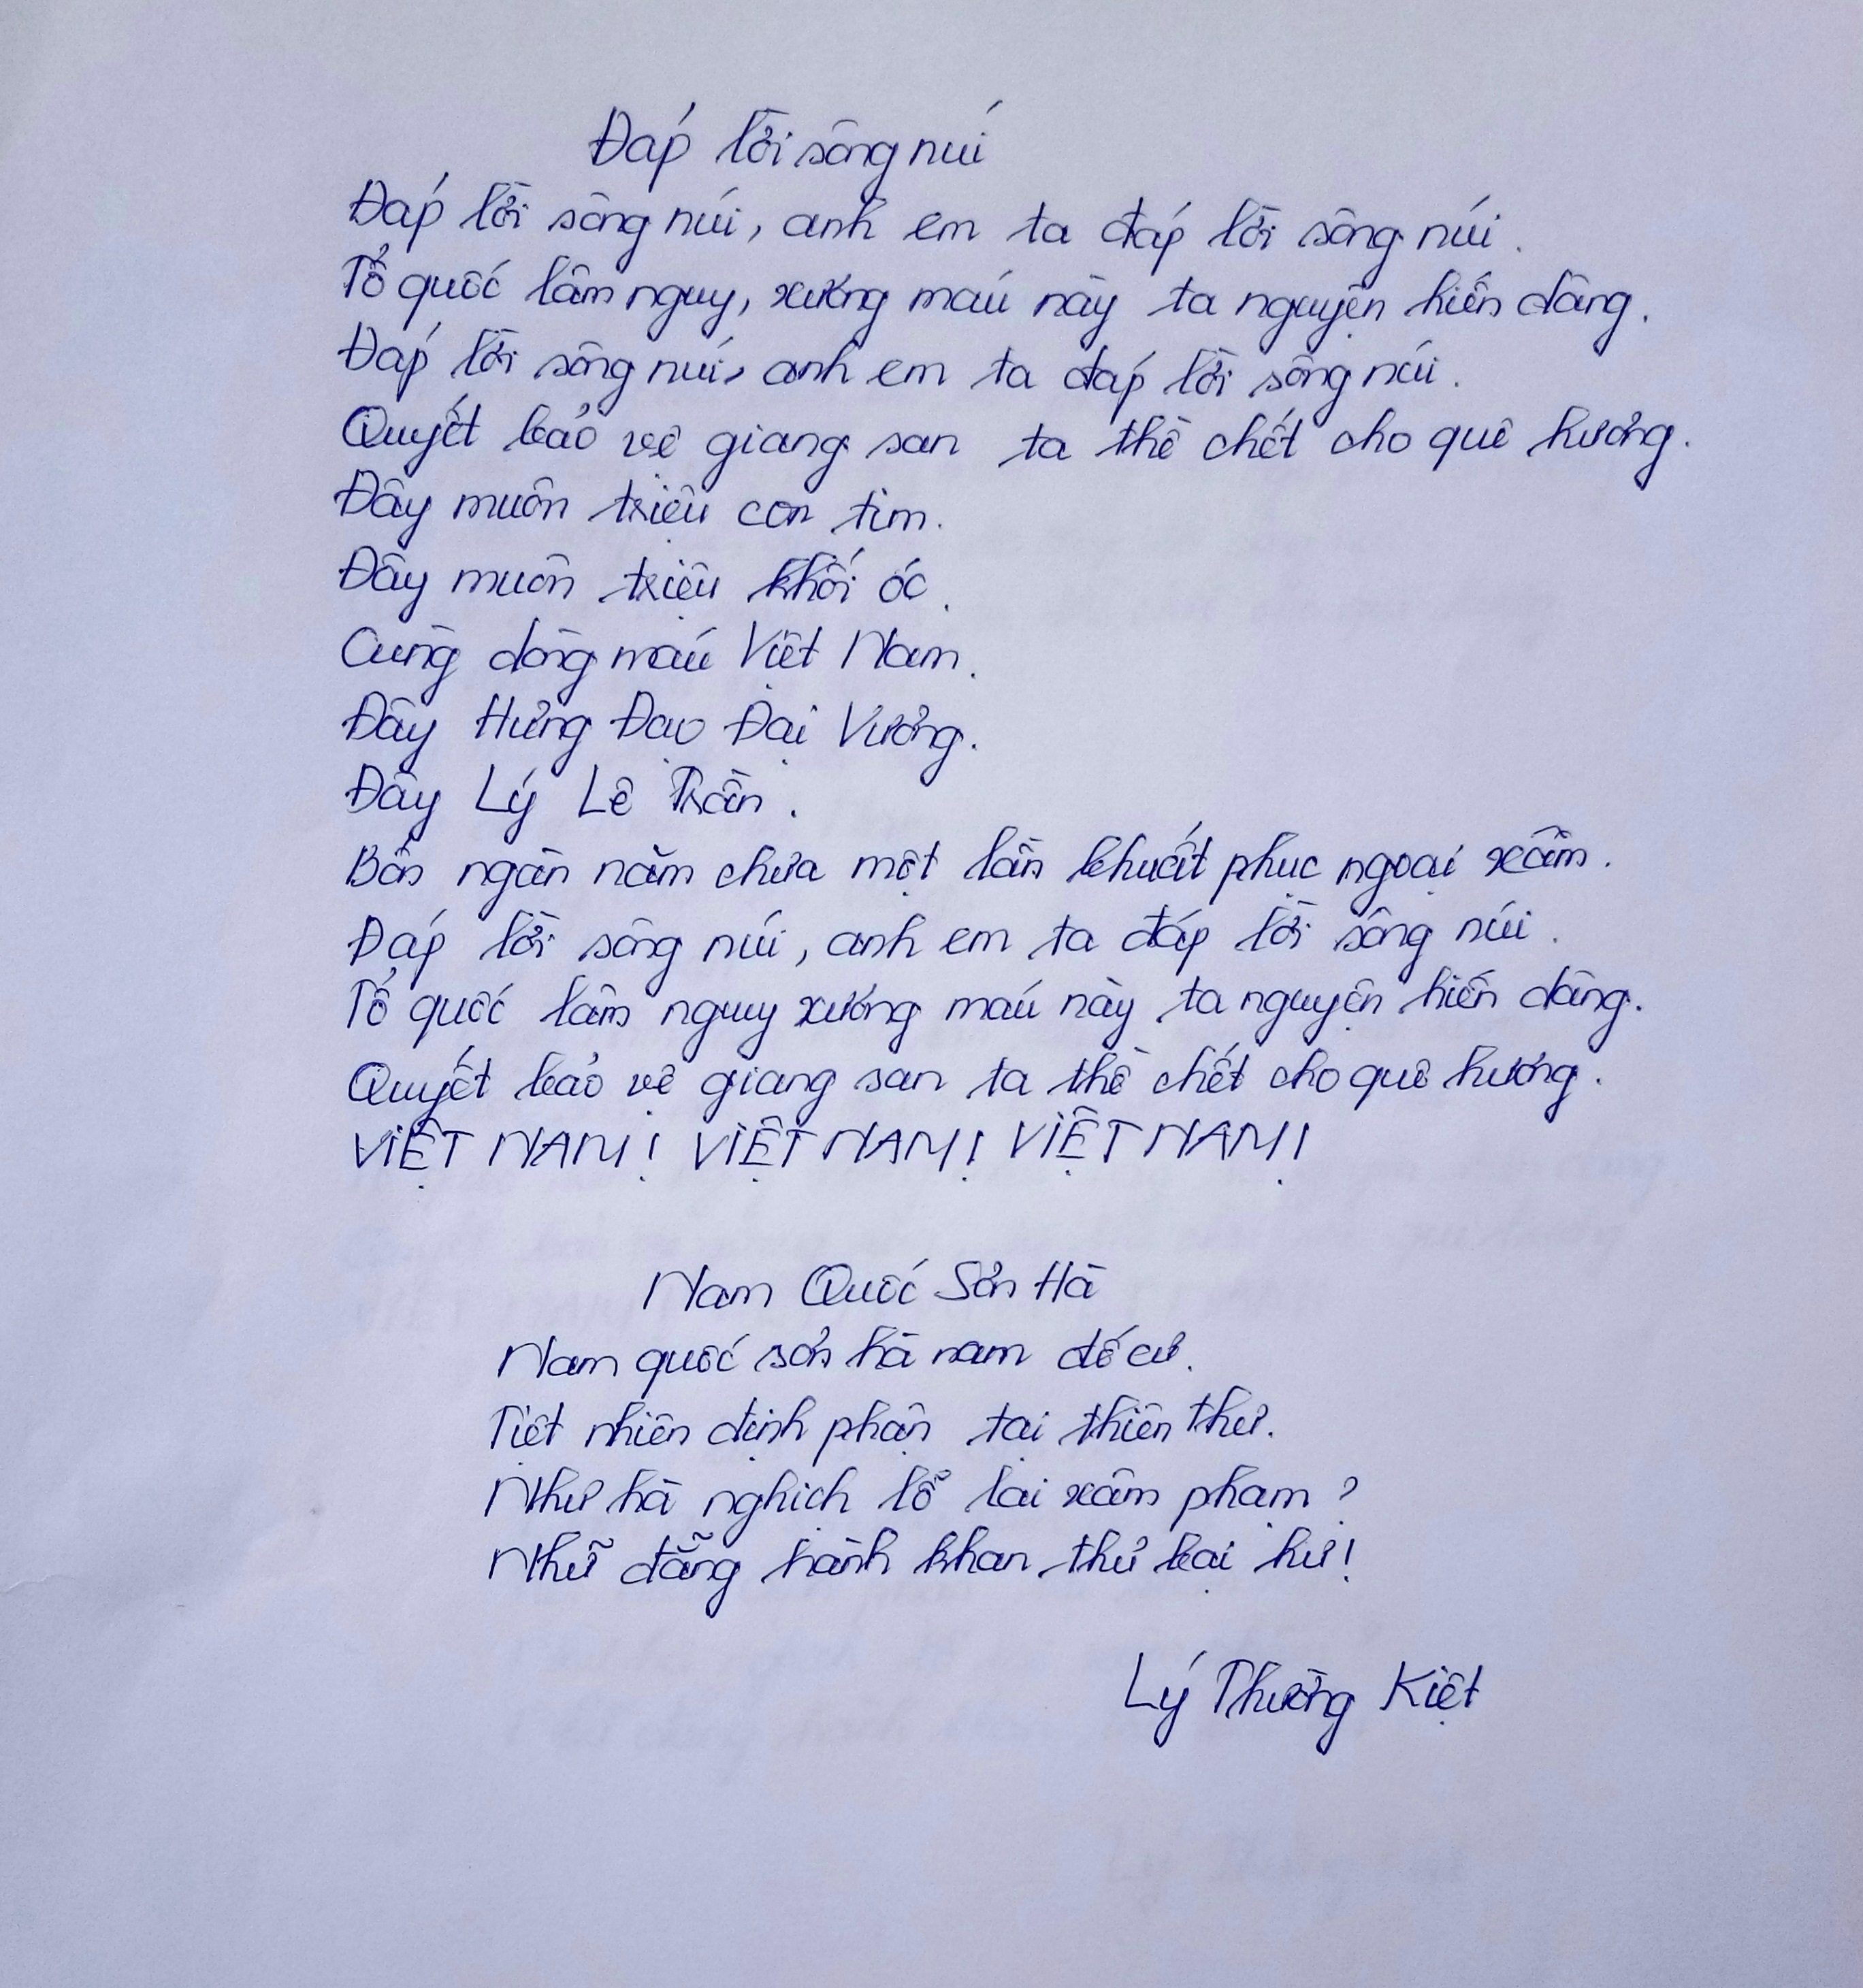 Đáp lời sông núi
Đáp lời sông núi, anh em ta đáp lời sông núi.
Tổ quốc lâm nguy, xương máu này ta nguyện hiến dâng.
Đáp lời sông núi, anh em ta đáp lời sông núi.
Quyết bảo vệ giang san ta thề chết cho quê hương.
Đây muôn triệu con tim.
Đây muôn triệu khối óc.
Cùng dòng máu Việt Nam.
Đây Hưng Đạo Đại Vương.
Đây Lý Lê Trần.
Bốn ngàn năm chưa một lần khuất phục ngoại xâm.
Đáp lời sông núi, anh em ta đáp lời sông núi.
Tổ quốc lâm nguy xương máu này ta nguyện hiến dâng.
Quyết bảo vệ giang san ta thề chết cho quê hương.
VIỆT NAM! VIỆT NAM! VIỆT NAM!
Nam Quốc Sơn Hà
Nam quốc sơn hà nam đế cư.
Tiệt nhiên định phận tại thiên thư.
Như hà nghịch lỗ lai xâm phạm?
Nhữ đẳng hành khan thủ bại hư!
Lý Thường Kiệt